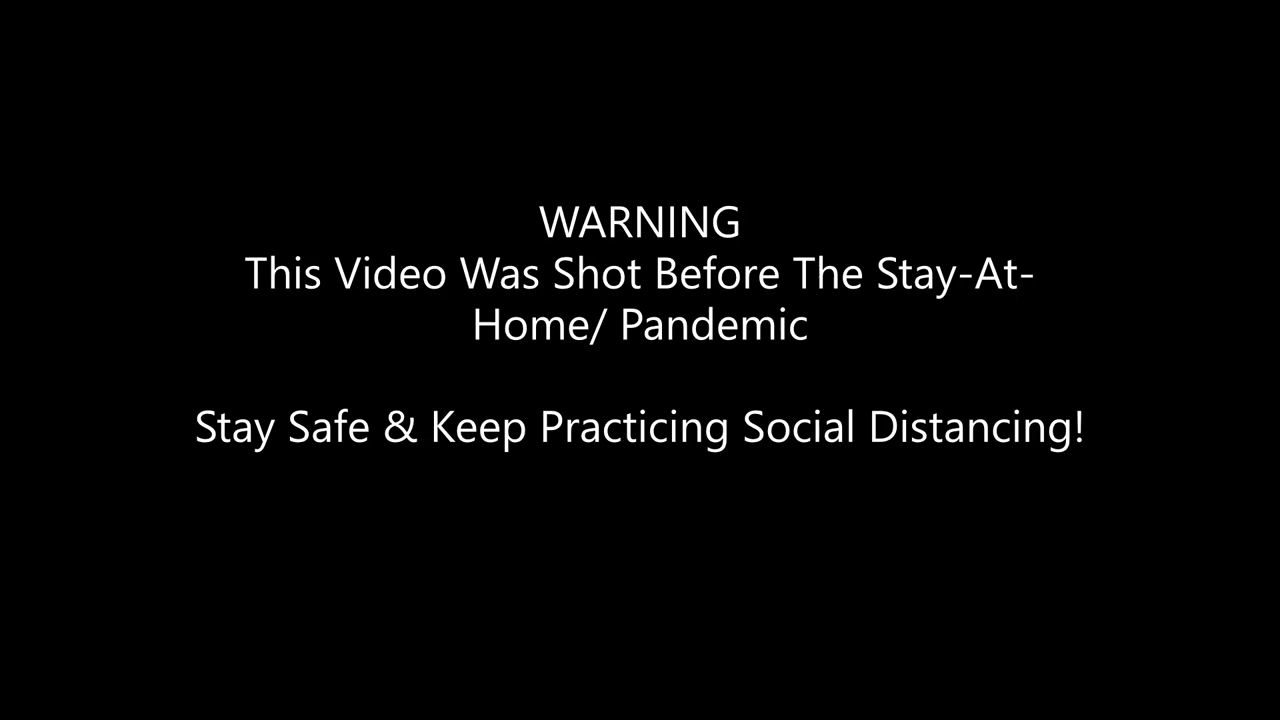 WARNING
This Video Was Shot Before The Stay-At-
Home/ Pandemic
Stay Safe & Keep Practicing Social Distancing!